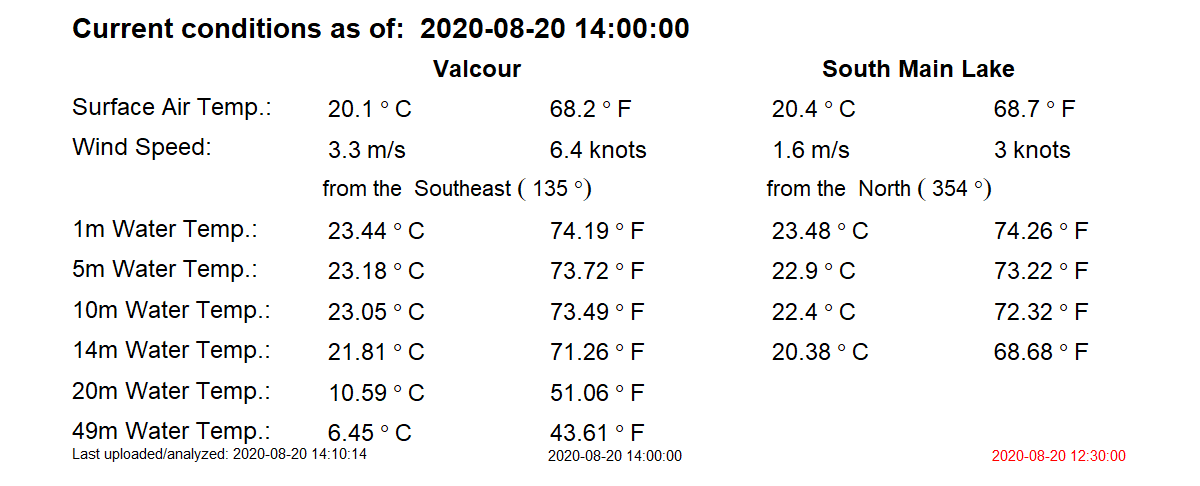 Current conditions as of: 2020-08-20 14:00:00
Valcour South Main Lake
Surface Air Temp.: 20.1 ° C 68.2 ° F 20.4 ° C 68.7 ° F
Wind Speed: 3.3 m/s 6.4 knots 1.6 m/s 3 knots
from the Southeast ( 135 °) from the North ( 354 °)
1m Water Temp.: 23.44 ° C 74.19 ° F 23.48 ° C 74.26 ° F
5m Water Temp.: 23.18 ° C 73.72 ° F 22.9 ° C 73.22 ° F
10m Water Temp.: 23.05 ° C 73.49 ° F 22.4 ° C 72.32 ° F
14m Water Temp.: 21.81 ° C 71.26 ° F 20.38 ° C 68.68 ° F
20m Water Temp.: 10.59 ° C 51.06 ° F
49m Water Temp.: 6.45 ° C 43.61 ° F
Last uploaded/analyzed: 2020-08-20 14:10:14 2020-08-20 14:00:00 2020-08-20 12:30:00